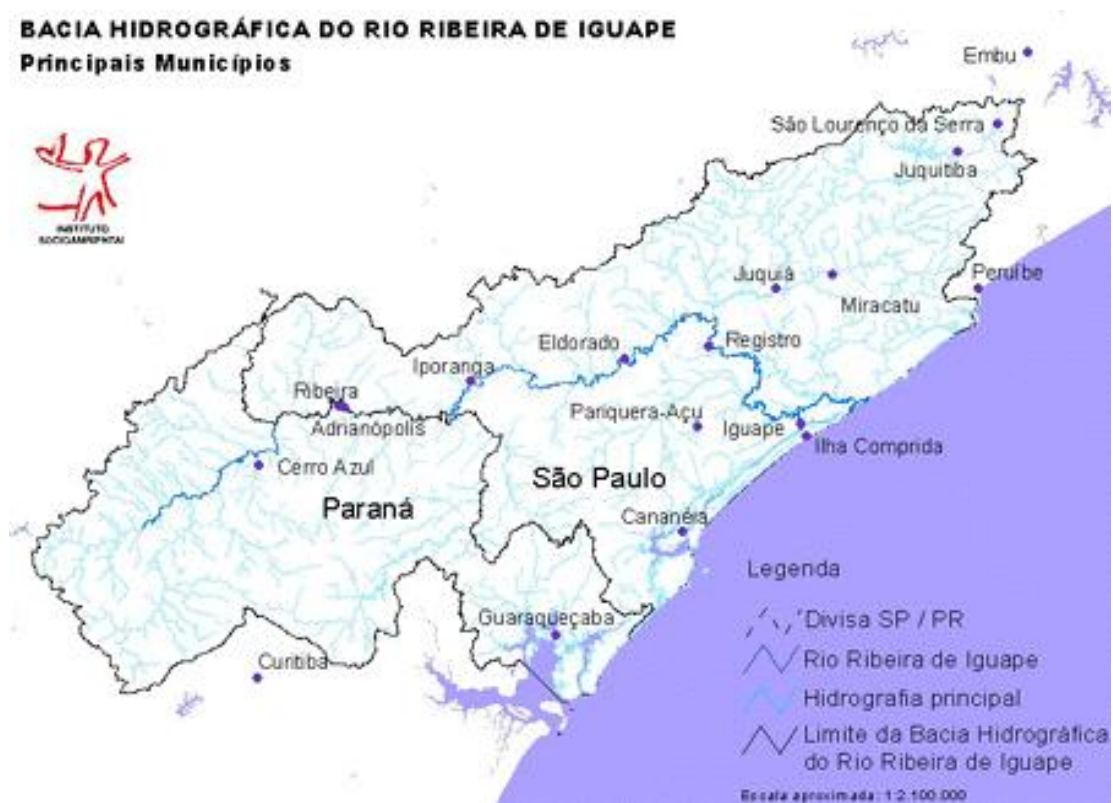 BACIA HIDROGRÁFICA DO RIO RIBEIRA DE IGUAPE
Principais Municípios
INSTITUTO
SOCIOAMBIENTAL
Embu
São Lourenço da Serra
Juquitiba
Peruíbe
Juquiá
Miracatu
Registro
Eldorado
Iporanga
Ribeira
Adrianópolis
Pariquera-Açu
Iguape
Ilha Comprida
Cerro Azul
São Paulo
Paraná
Cananéia
Guaraqueçaba
Curitiba
Legenda
Divisa SP / PR
Rio Ribeira de Iguape
Hidrografia principal
Limite da Bacia Hidrográfica
do Rio Ribeira de Iguape
Escala aproximada: 1:2.100.000